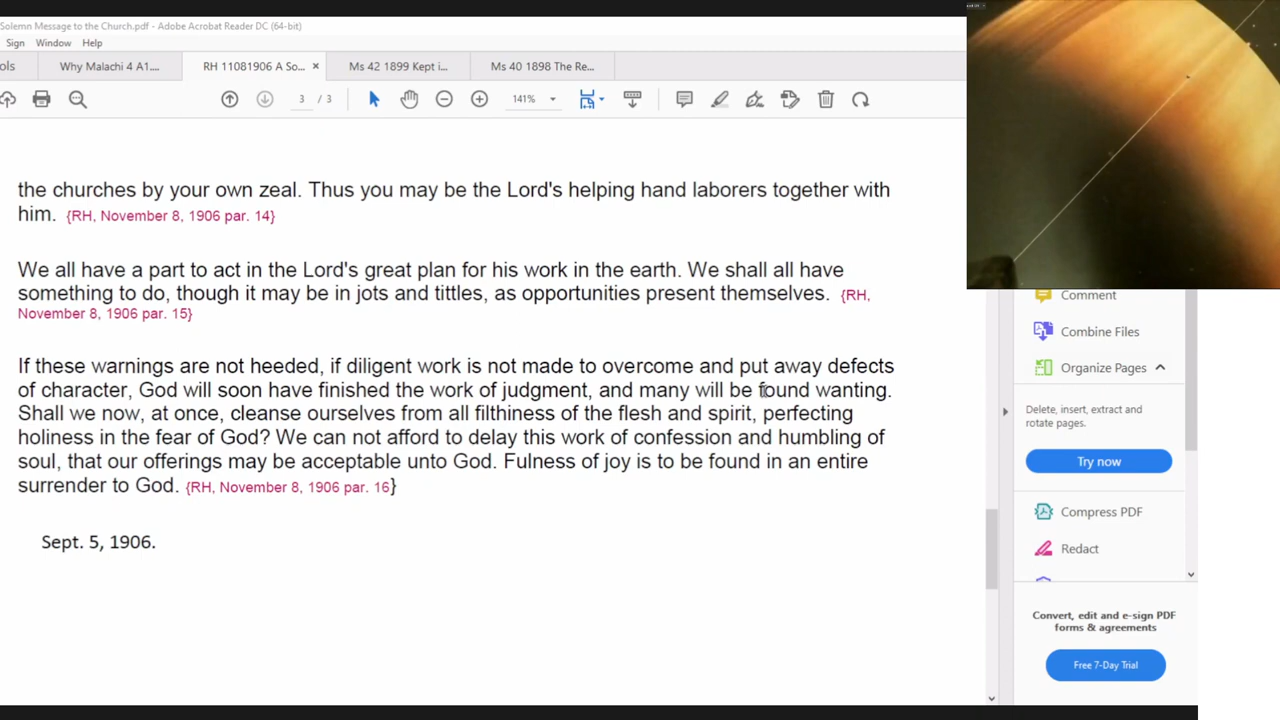 Solemn Message to the Church.pdf - Adobe Acrobat Reader DC (64-bit)
Sign Window Help
ols Why Malachi 4 A1.... RH 11081906 A So... × Ms 42 1899 Kept i... Ms 40 1898 The Re...
3 / 3 141%
the churches by your own zeal. Thus you may be the Lord's helping hand laborers together with
him. {RH, November 8, 1906 par. 14}
We all have a part to act in the Lord's great plan for his work in the earth. We shall all have
something to do, though it may be in jots and tittles, as opportunities present themselves. {RH,
November 8, 1906 par. 15}
If these warnings are not heeded, if diligent work is not made to overcome and put away defects
of character, God will soon have finished the work of judgment, and many will be found wanting.
Shall we now, at once, cleanse ourselves from all filthiness of the flesh and spirit, perfecting
holiness in the fear of God? We can not afford to delay this work of confession and humbling of
soul, that our offerings may be acceptable unto God. Fulness of joy is to be found in an entire
surrender to God. {RH, November 8, 1906 par. 16}
Sept. 5, 1906.
Comment
Combine Files
Organize Pages
Delete, insert, extract and
rotate pages.
Try now
Compress PDF
Redact
Convert, edit and e-sign PDF
forms & agreements
Free 7-Day Trial